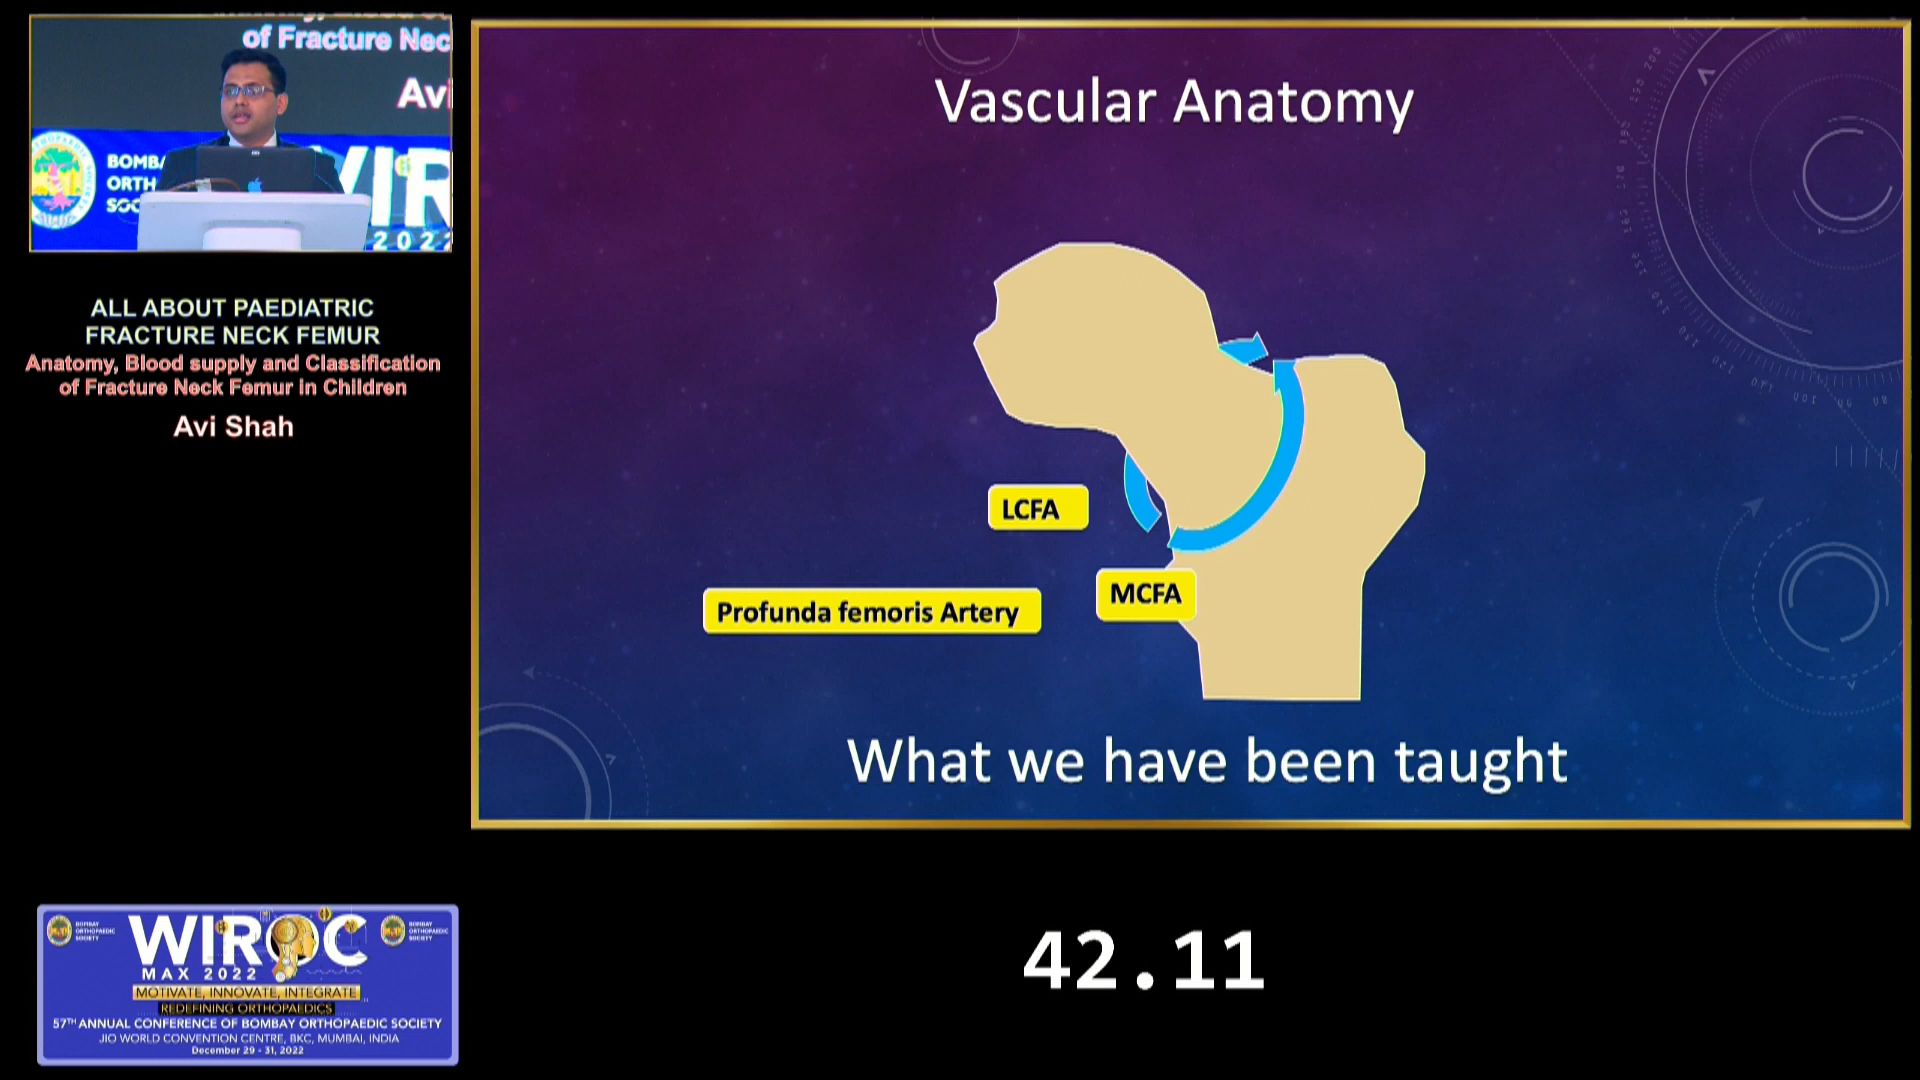 of Fracture Nec
Avi
BOMBA
ORTH
SOC
WIR
2022
ALL ABOUT PAEDIATRIC
FRACTURE NECK FEMUR
Anatomy, Blood supply and Classification
of Fracture Neck Femur in Children
Avi Shah
Vascular Anatomy
LCFA
MCFA
Profunda femoris Artery
What we have been taught
BOMBAY
ORTHOPAEDIC
SOCIETY
WIROC
MAX 2022
BOMBAY
ORTHOPAEDIC
SOCIETY
MOTIVATE, INNOVATE, INTEGRATE
REDEFINING ORTHOPAEDICS
57TH ANNUAL CONFERENCE OF BOMBAY ORTHOPAEDIC SOCIETY
JIO WORLD CONVENTION CENTRE, BKC, MUMBAI, INDIA
December 29 - 31, 2022
42.11